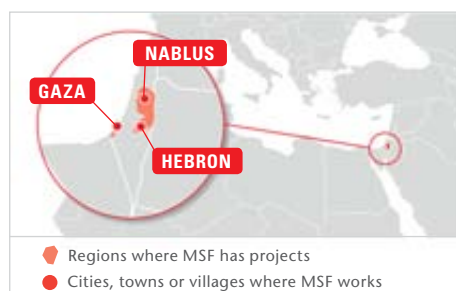 NABLUS
GAZA
HEBRON
Regions where MSF has projects
Cities, towns or villages where MSF works